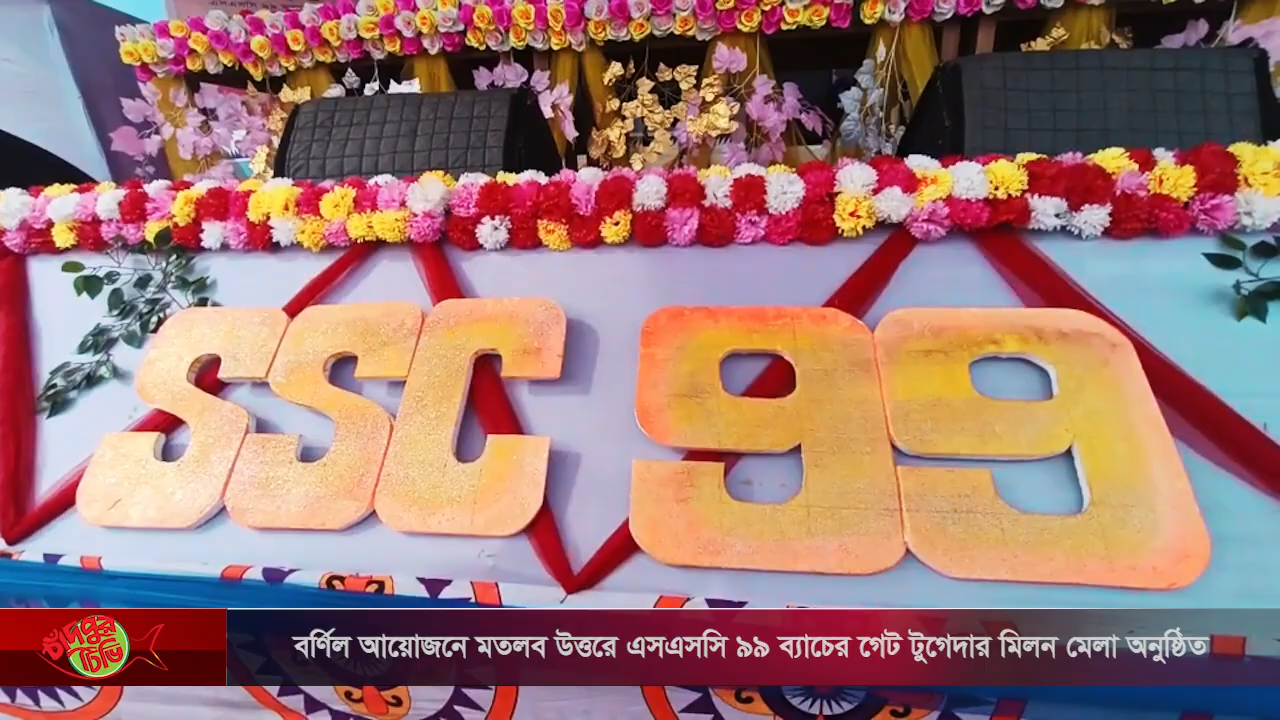 SSC 99
চাঁদপুর
টিভি
বর্ণিল আয়োজনে মতলব উত্তরে এসএসসি ৯৯ ব্যাচের গেট টুগেদার মিলন মেলা অনুষ্ঠিত